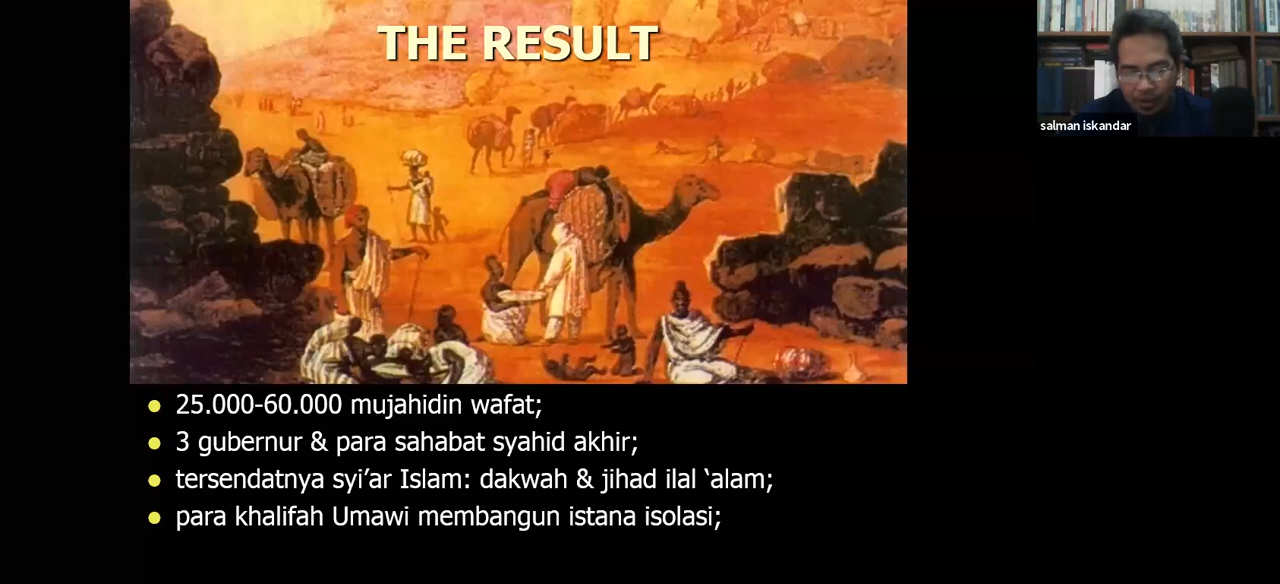 THE RESULT
salman iskandar
25.000-60.000 mujahidin wafat;
3 gubernur & para sahabat syahid akhir;
tersendatnya syi’ar Islam: dakwah & jihad ilal ‘alam;
para khalifah Umawi membangun istana isolasi;